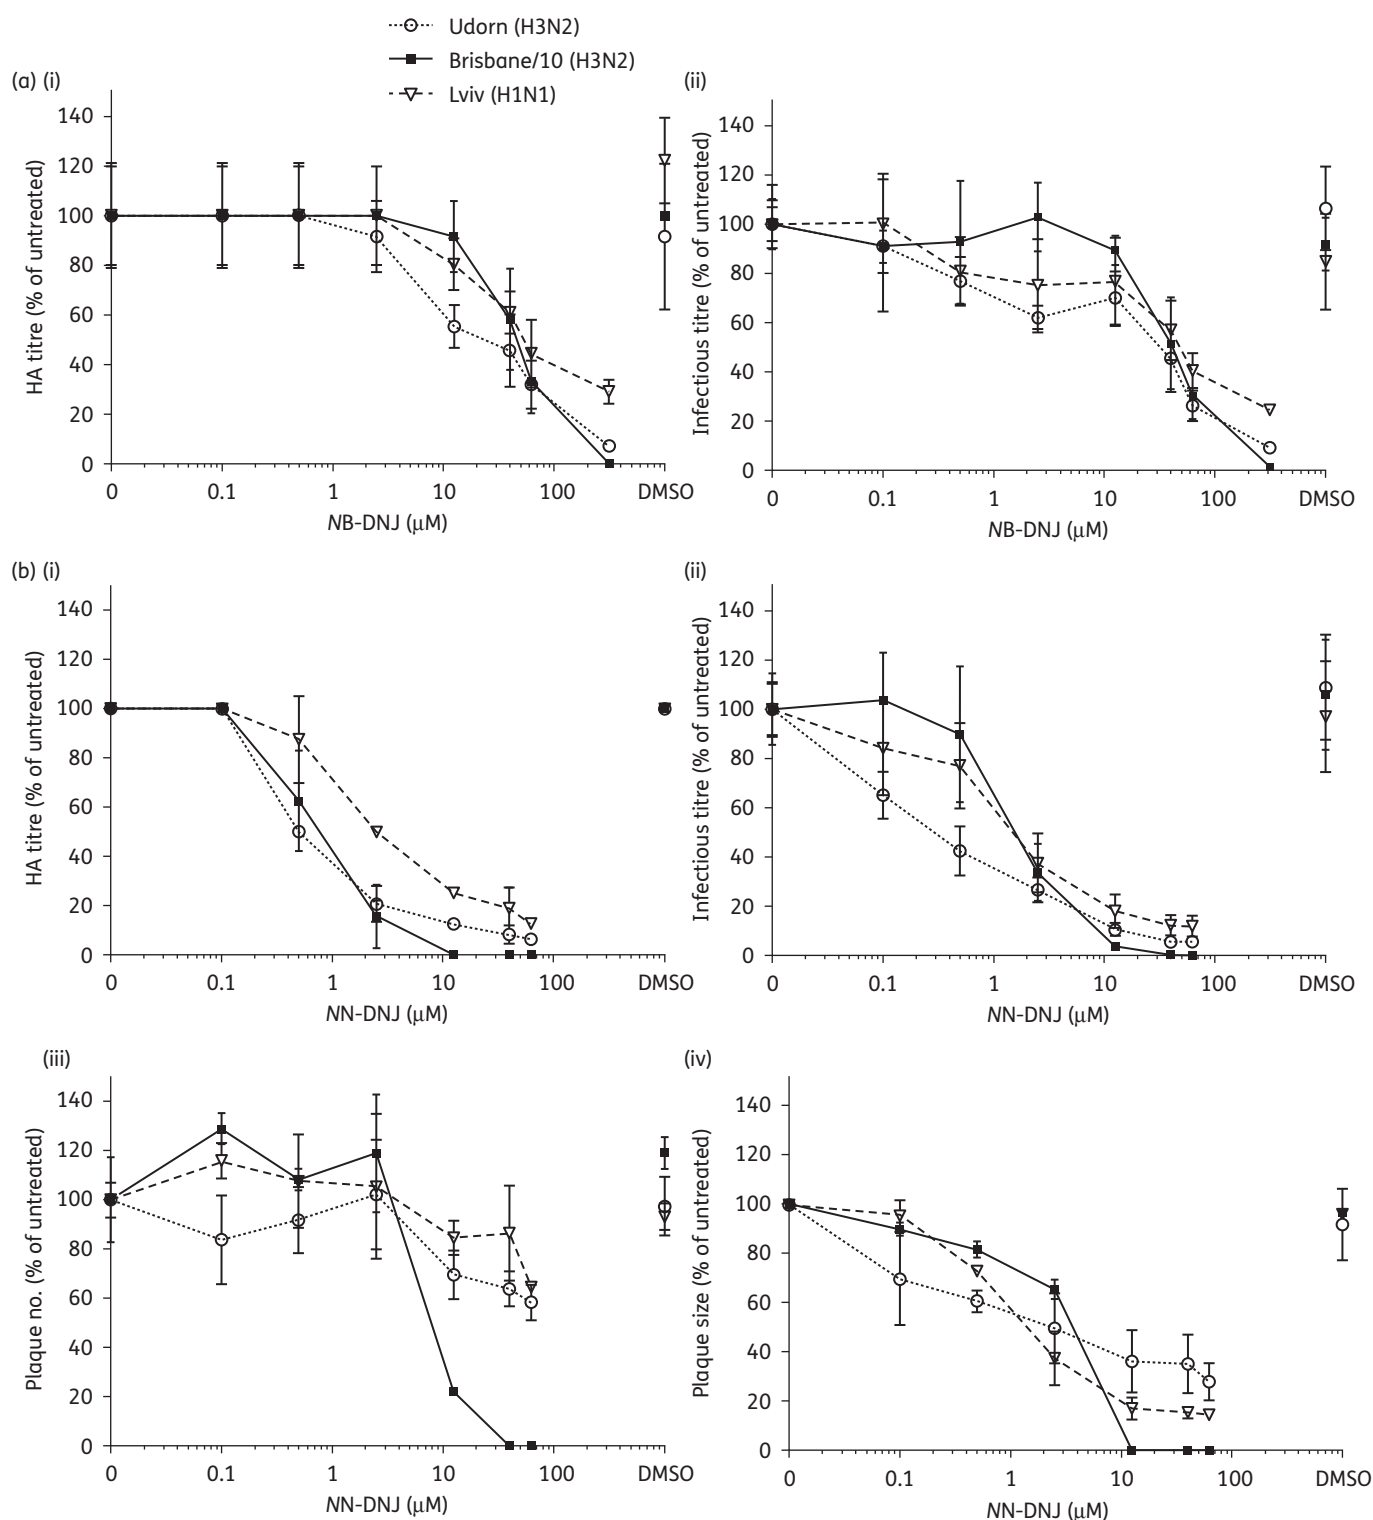 Udorn (H3N2)
Brisbane/10 (H3N2)
Lviv (H1N1)
(a) (i)
140
120
100
80
60
40
20
0
HA titre (% of untreated)
0 0.1 1 10 100 DMSO
NB-DNJ (μM)
(ii)
140
120
100
80
60
40
20
0
Infectious titre (% of untreated)
0 0.1 1 10 100 DMSO
NB-DNJ (μM)
(b) (i)
140
120
100
80
60
40
20
0
HA titre (% of untreated)
0 0.1 1 10 100 DMSO
NN-DNJ (μM)
(ii)
140
120
100
80
60
40
20
0
Infectious titre (% of untreated)
0 0.1 1 10 100 DMSO
NN-DNJ (μM)
(iii)
140
120
100
80
60
40
20
0
Plaque no. (% of untreated)
0 0.1 1 10 100 DMSO
NN-DNJ (μM)
(iv)
140
120
100
80
60
40
20
0
Plaque size (% of untreated)
0 0.1 1 10 100 DMSO
NN-DNJ (μM)